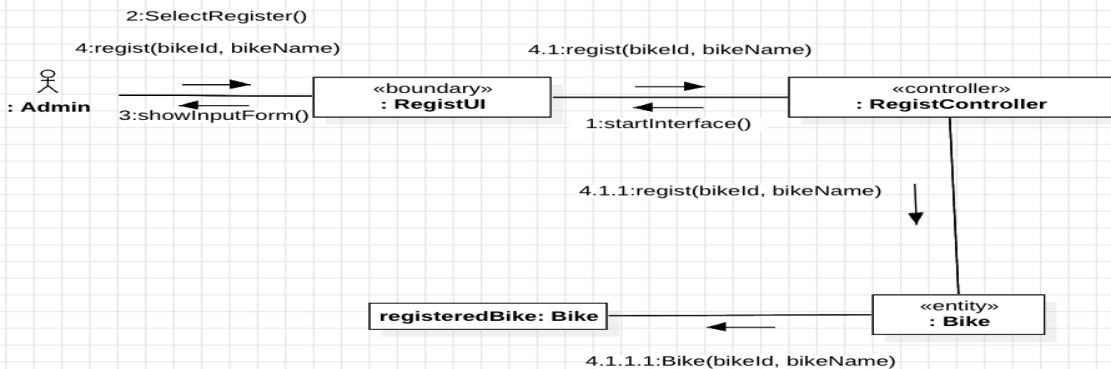 2:SelectRegister()
4:regist(bikeId, bikeName)
4.1:regist(bikeId, bikeName)
«boundary»
: RegistUI
«controller»
: RegistController
: Admin
3:showInputForm()
1:startInterface()
4.1.1:regist(bikeId, bikeName)
«entity»
: Bike
registeredBike: Bike
4.1.1.1:Bike(bikeId, bikeName)